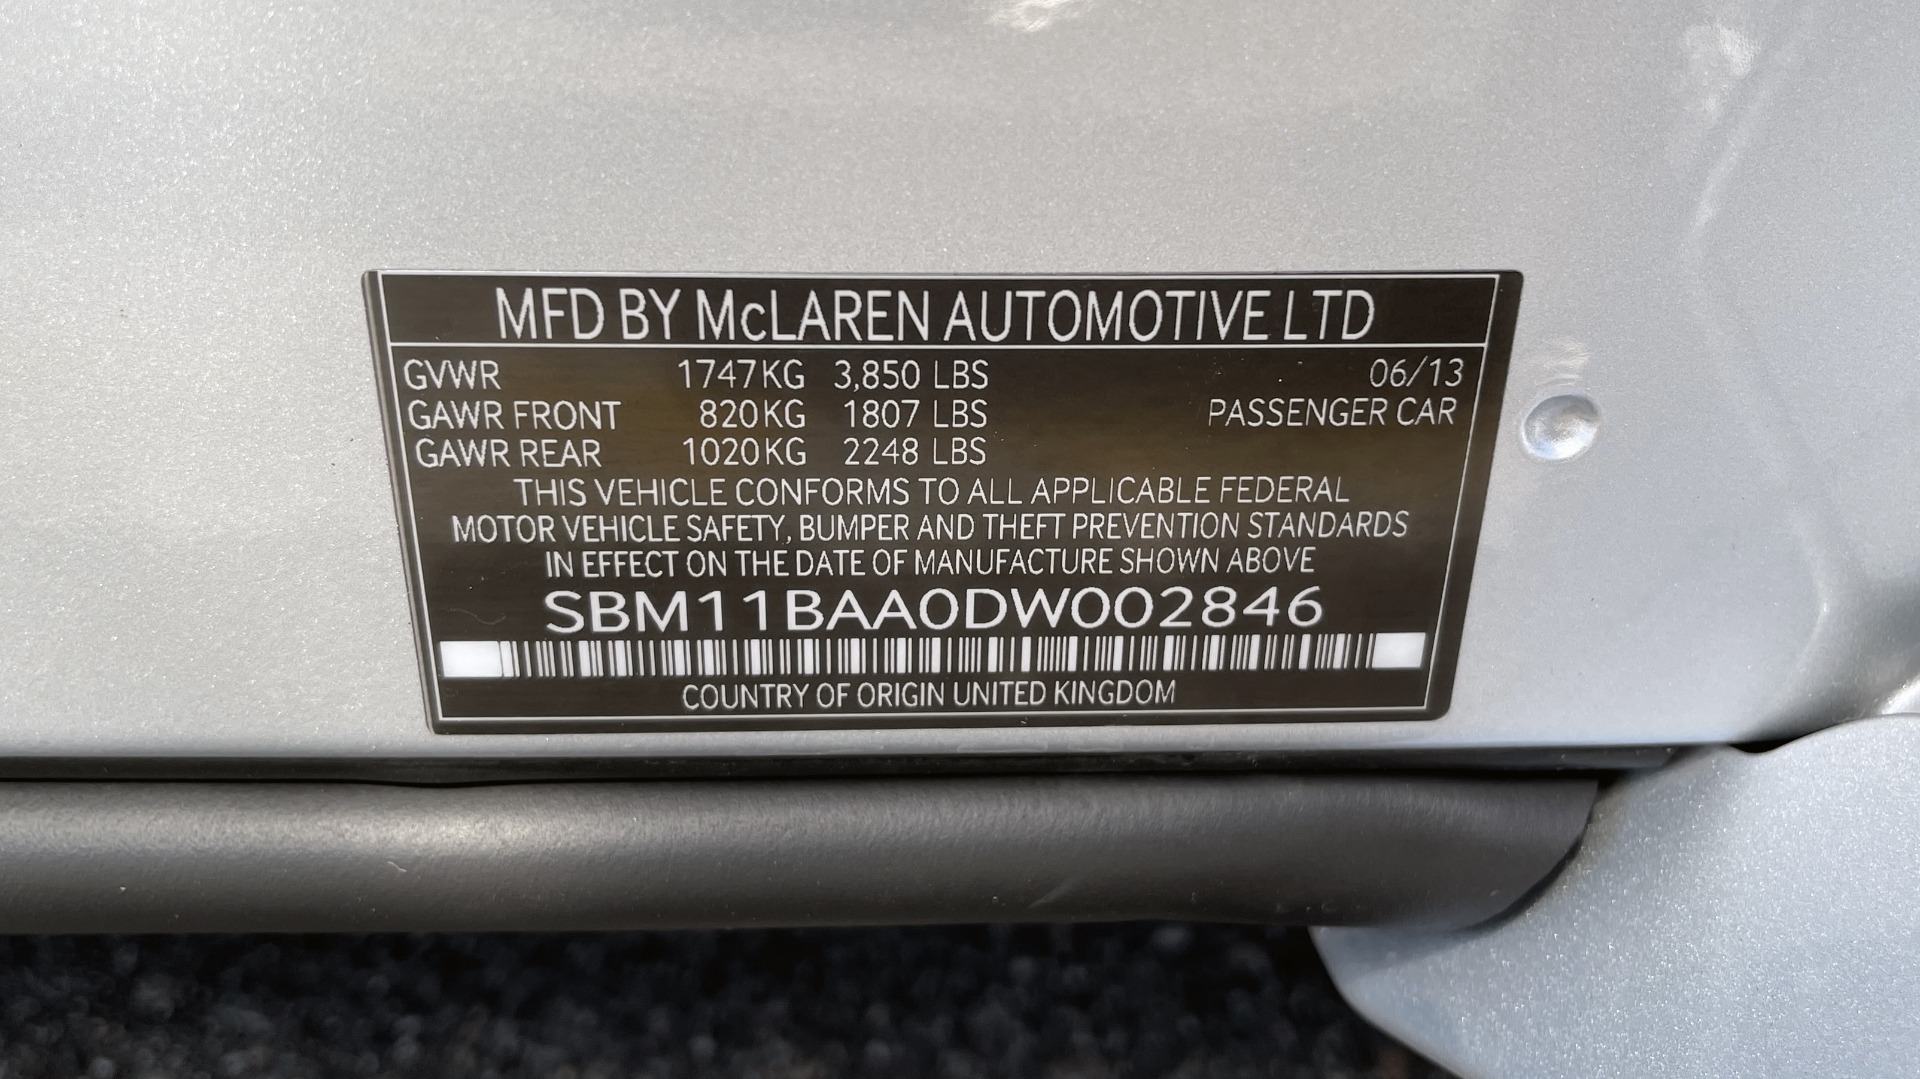 MFD BY McLAREN AUTOMOTIVE LTD
GVWR 1747KG 3,850 LBS 06/13
GAWR FRONT 820KG 1807 LBS PASSENGER CAR
GAWR REAR 1020KG 2248 LBS
THIS VEHICLE CONFORMS TO ALL APPLICABLE FEDERAL
MOTOR VEHICLE SAFETY, BUMPER AND THEFT PREVENTION STANDARDS
IN EFFECT ON THE DATE OF MANUFACTURE SHOWN ABOVE
SBM11BAA0DW002846
COUNTRY OF ORIGIN UNITED KINGDOM